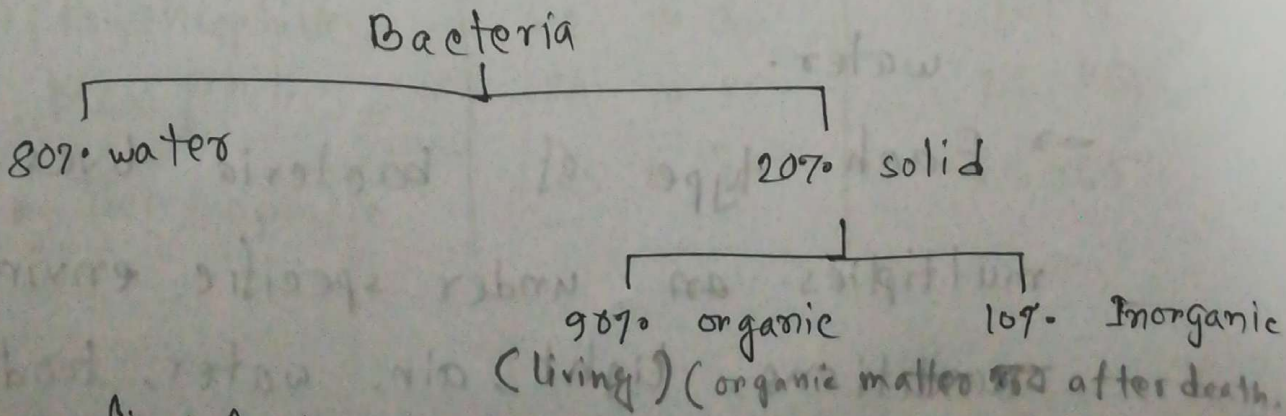 Bacteria
80% water
20% solid
90% organic
10% Inorganic
(living) (organic matter after death.